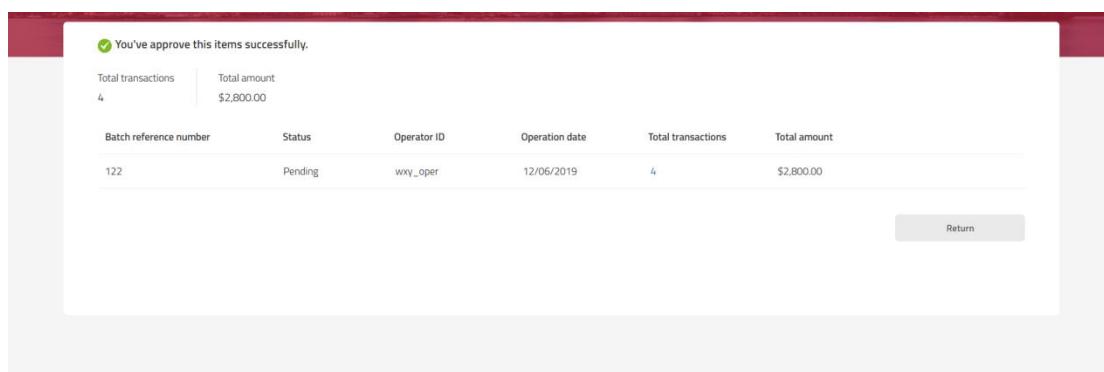 You've approve this items successfully.
Total transactions Total amount
4 $2,800.00
Batch reference number Status Operator ID Operation date Total transactions Total amount
122 Pending wxy_oper 12/06/2019 4 $2,800.00
Return